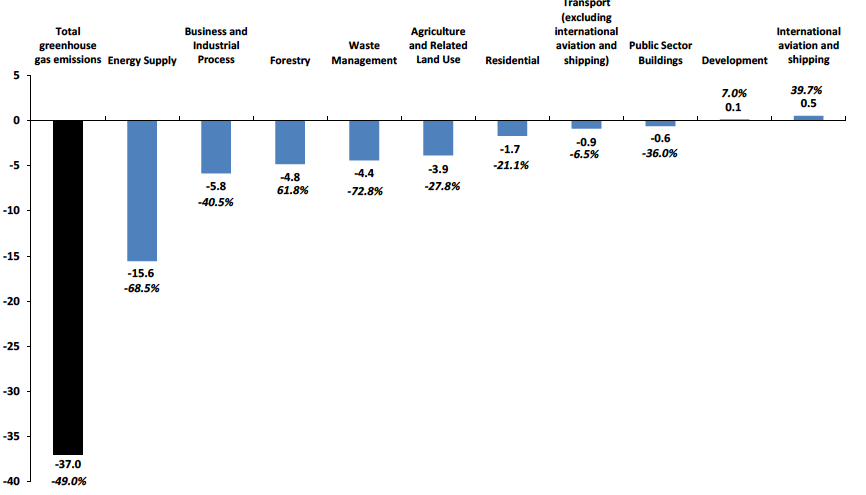 Total
greenhouse
gas emissions
Energy Supply
Business and
Industrial
Process
Forestry
Waste
Management
Agriculture
and Related
Land Use
Residential
Transport
(excluding
international
aviation and
shipping)
Public Sector
Buildings
Development
International
aviation and
shipping
5
0
-5
-10
-15
-20
-25
-30
-35
-40
-37.0
-49.0%
-15.6
-68.5%
-5.8
-40.5%
-4.8
61.8%
-4.4
-72.8%
-3.9
-27.8%
-1.7
-21.1%
-0.9
-6.5%
-0.6
-36.0%
7.0%
0.1
39.7%
0.5